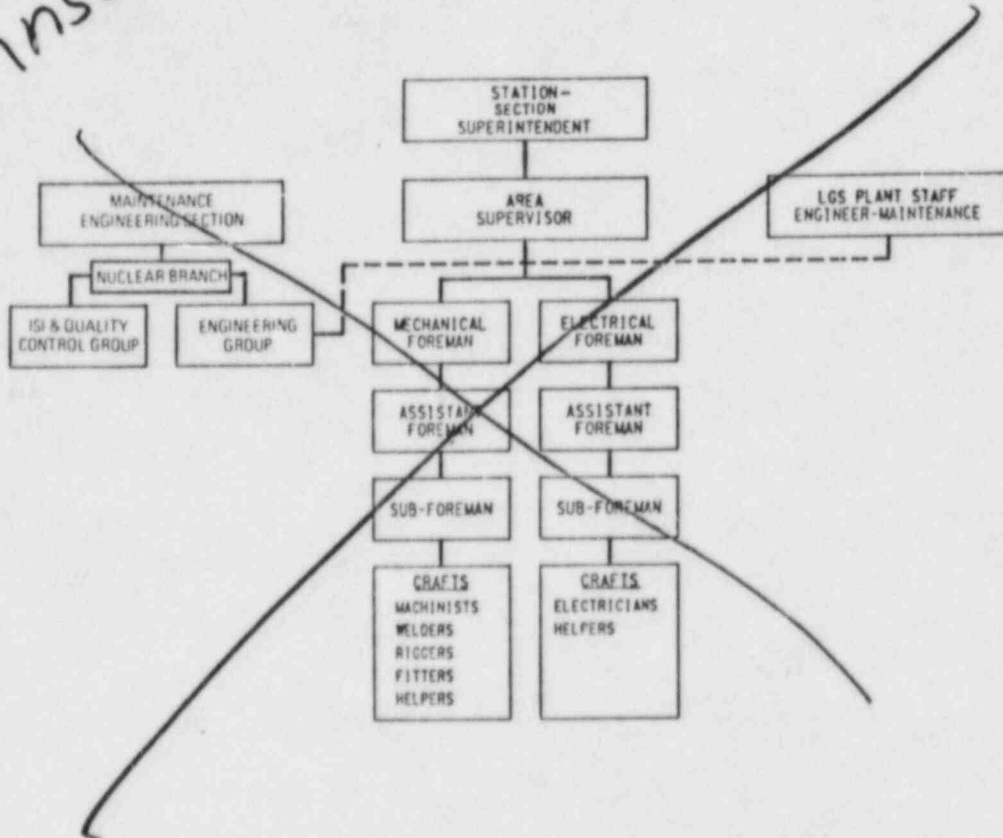 STATION-
SECTION
SUPERINTENDENT
MAINTENANCE
ENGINEERING SECTION
AREA
SUPERVISOR
LGS PLANT STAFF
ENGINEER-MAINTENANCE
NUCLEAR BRANCH
ISI & QUALITY
CONTROL GROUP
ENGINEERING
GROUP
MECHANICAL
FOREMAN
ELECTRICAL
FOREMAN
ASSISTANT
FOREMAN
ASSISTANT
FOREMAN
SUB-FOREMAN
SUB-FOREMAN
CRAFTS
MACHINISTS
WELDERS
RIGGERS
FITTERS
HELPERS
CRAFTS
ELECTRICIANS
HELPERS